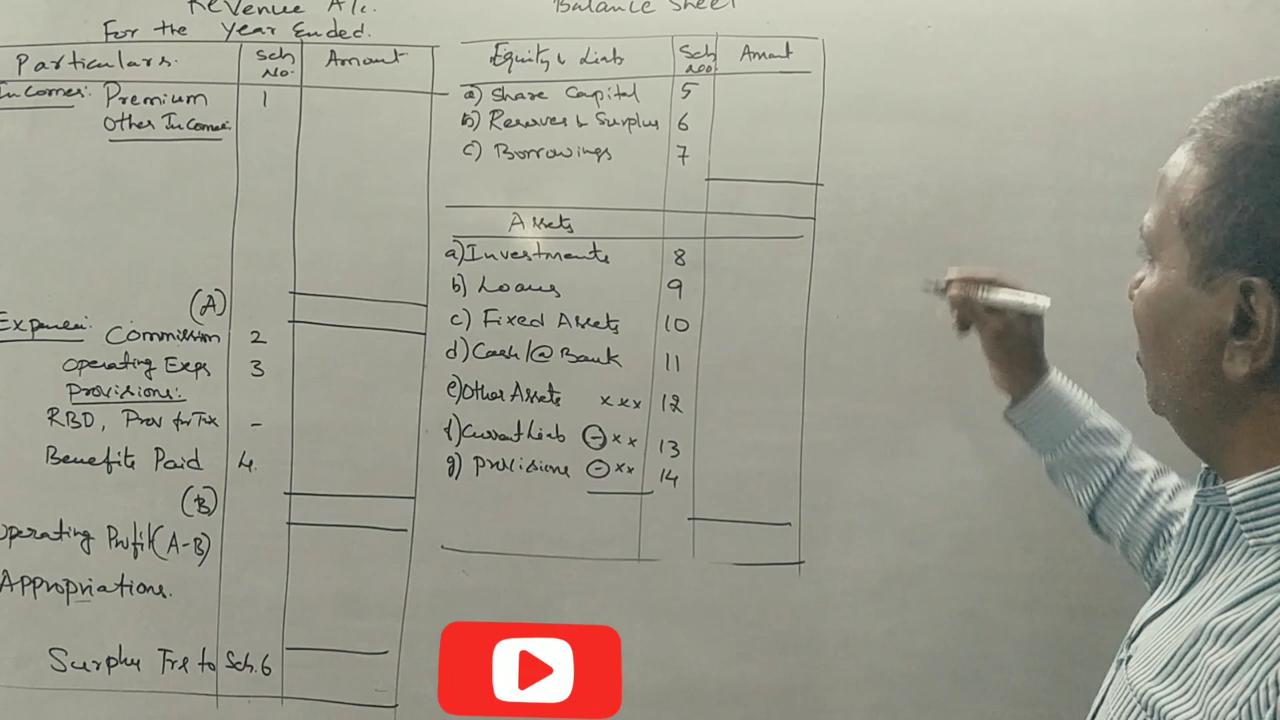 Revenue A/c.
For the Year Ended.
Particulars. Sch No. Amount
Incomes: Premium 1
Other Incomes
(A)
Expenses: Commission 2
Operating Exps 3
Provisions:
RBD, Prov for Tax -
Benefits Paid 4.
(B)
Operating Profit (A-B)
Appropriations.
Surplus Trf to Sch.6
Balance Sheet
Equity & Liab Sch No. Amount
a) Share Capital 5
b) Reserves & Surplus 6
c) Borrowings 7
Assets
a) Investments 8
b) Loans 9
c) Fixed Assets 10
d) Cash/@ Bank 11
e) Other Assets xxx 12
f) Current Liab - xx 13
g) Provisions - xx 14